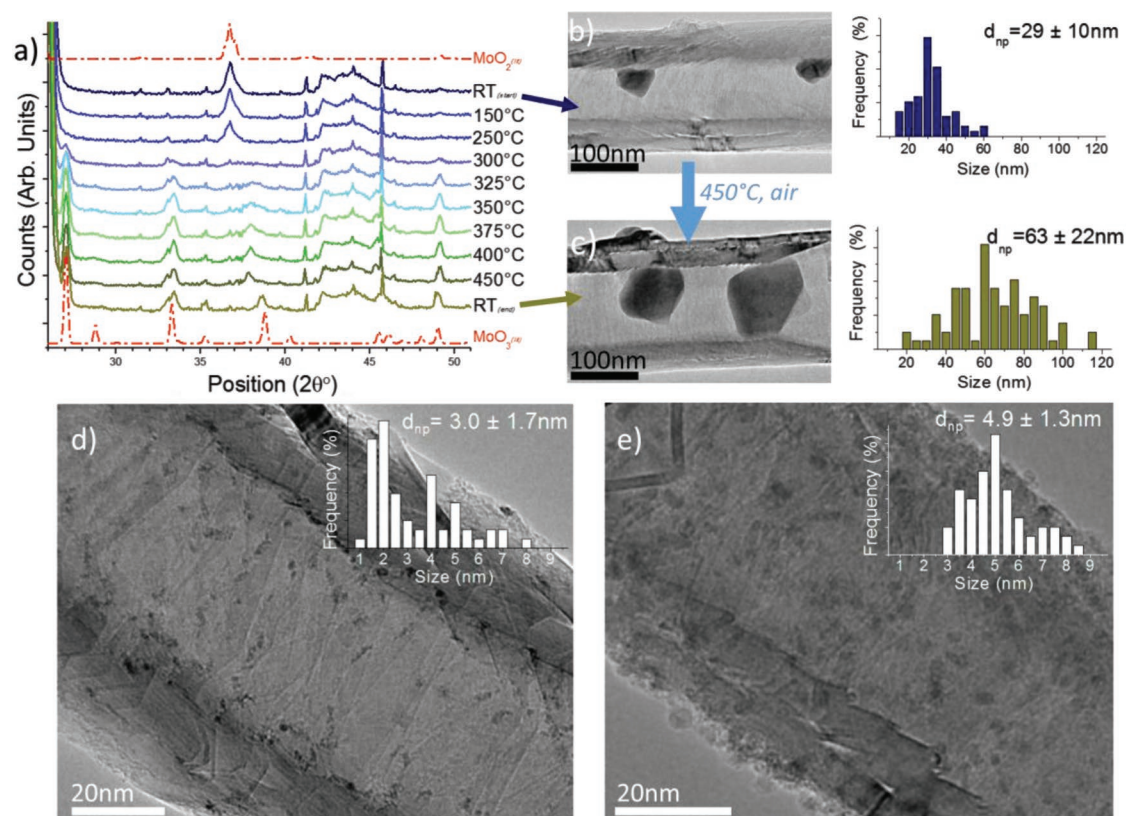 a)
Counts (Arb. Units)
MoO2(ref)
RT(start)
150°C
250°C
300°C
325°C
350°C
375°C
400°C
450°C
RT(end)
MoO3(ref)
30 35 40 45 50
Position (2θ°)
b)
100nm
450°C, air
c)
100nm
dnp=29 ± 10nm
Frequency (%)
20 40 60 80 100 120
Size (nm)
dnp=63 ± 22nm
Frequency (%)
20 40 60 80 100 120
Size (nm)
d)
dnp= 3.0 ± 1.7nm
Frequency (%)
1 2 3 4 5 6 7 8 9
Size (nm)
20nm
e)
dnp= 4.9 ± 1.3nm
Frequency (%)
1 2 3 4 5 6 7 8 9
Size (nm)
20nm